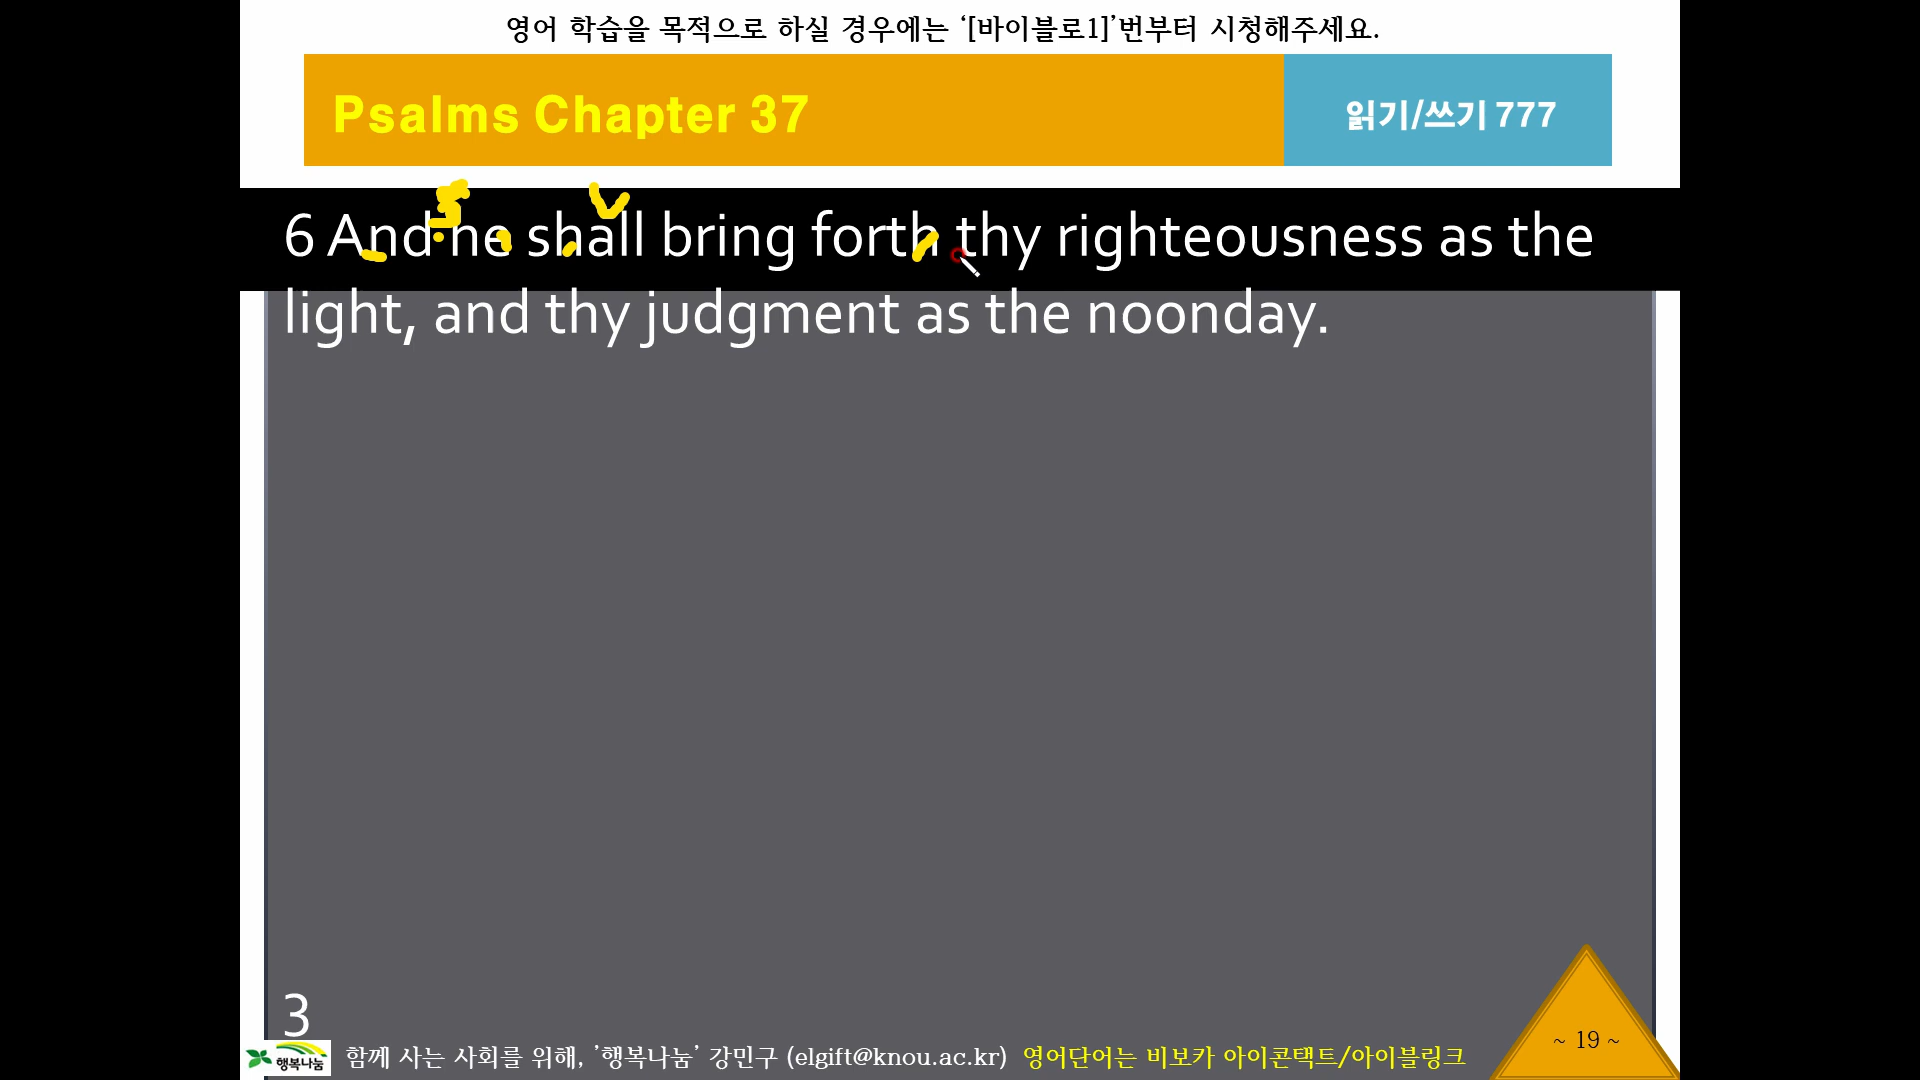 영어 학습을 목적으로 하실 경우에는 ‘[바이블로1]’번부터 시청해주세요.
Psalms Chapter 37
읽기/쓰기 777
6 And he shall bring forth thy righteousness as the
light, and thy judgment as the noonday.
3
~ 19 ~
행복나눔
함께 사는 사회를 위해, ’행복나눔’ 강민구 (elgift@knou.ac.kr) 영어단어는 비보카 아이콘택트/아이블링크